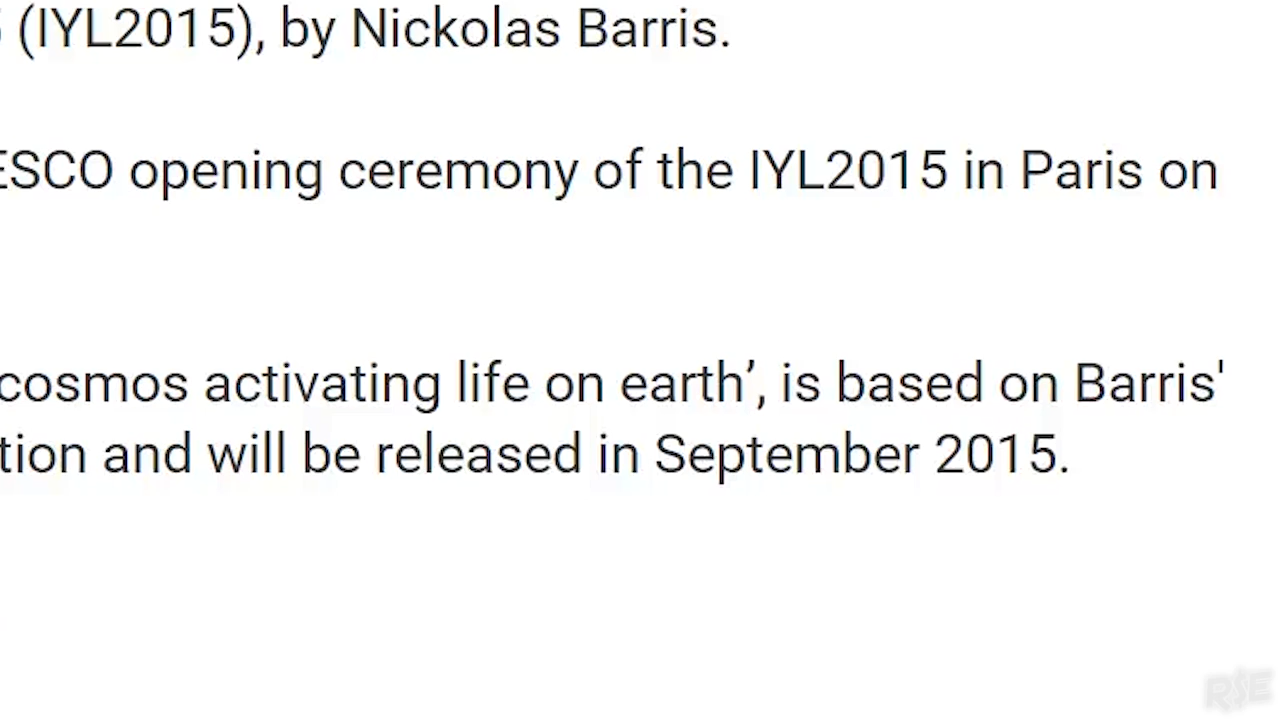 (IYL2015), by Nickolas Barris.
ESCO opening ceremony of the IYL2015 in Paris on
cosmos activating life on earth’, is based on Barris'
tion and will be released in September 2015.
RISE